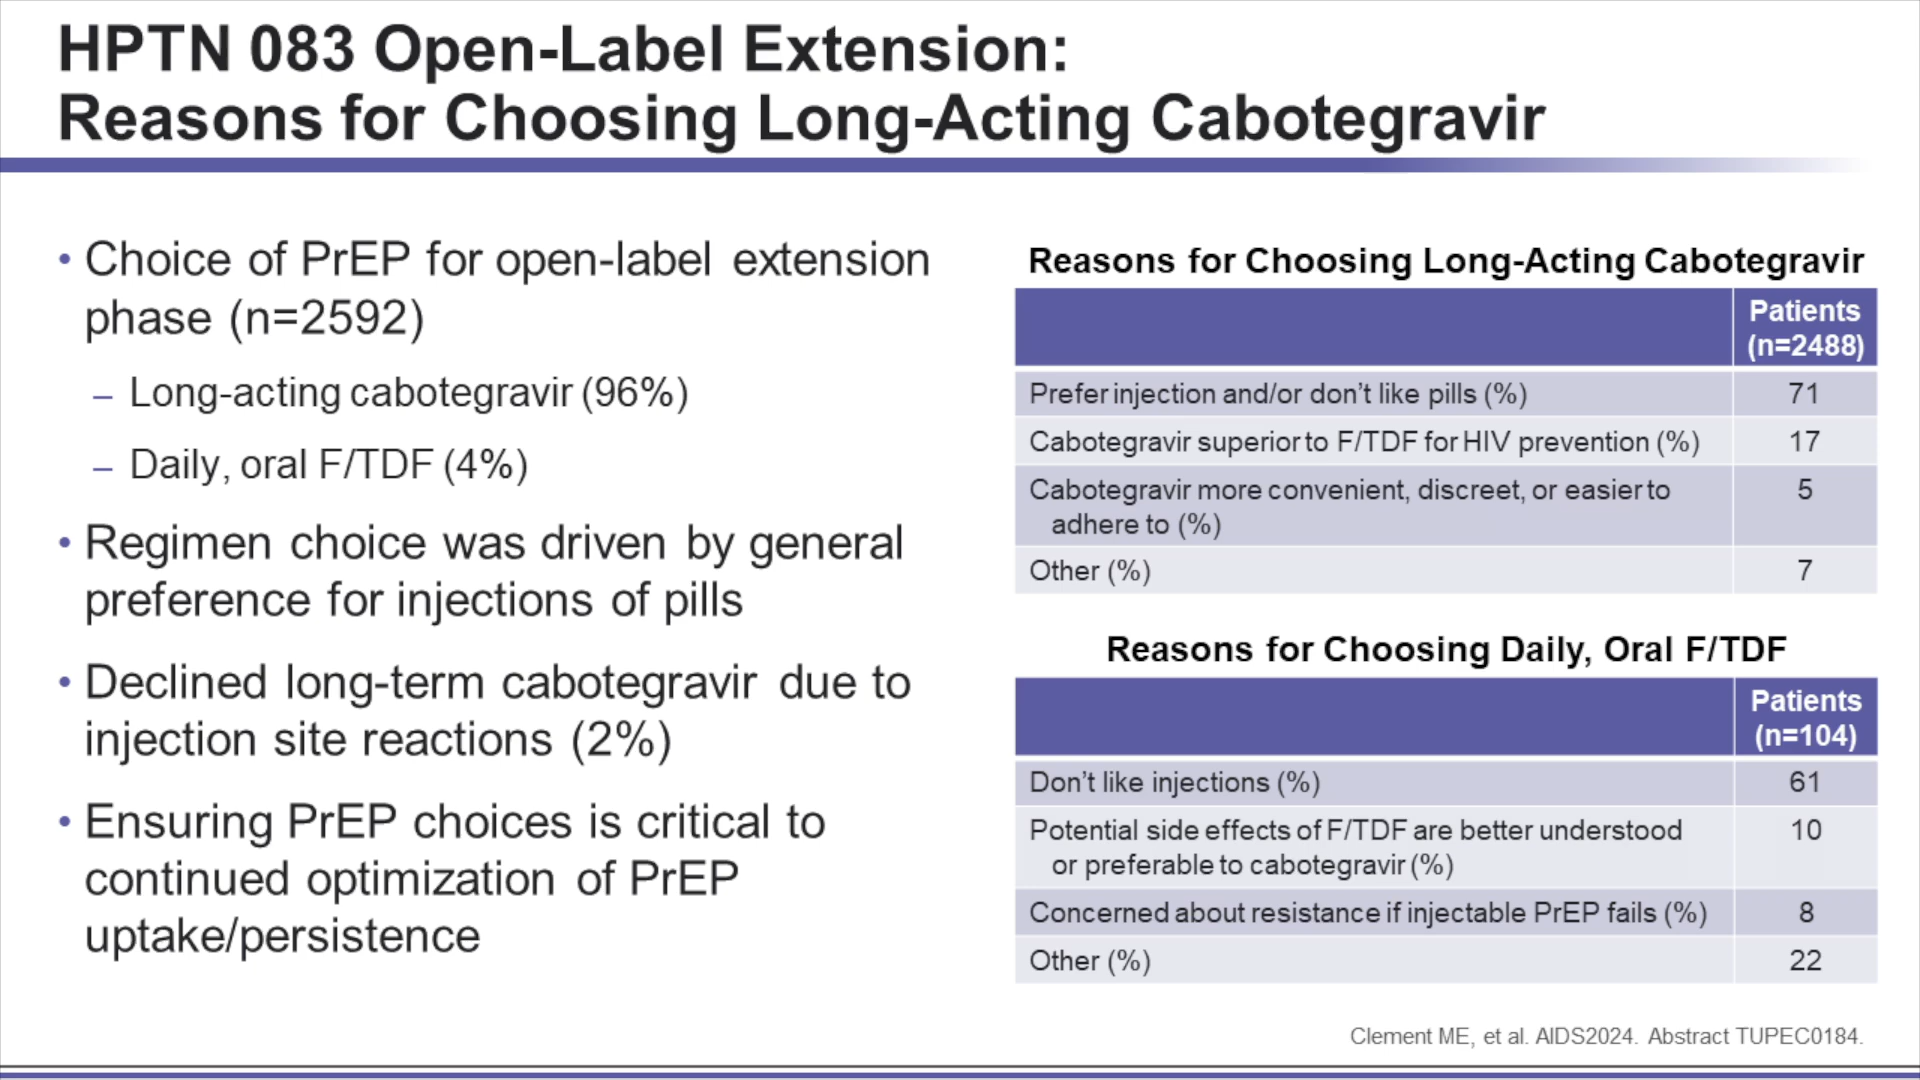 HPTN 083 Open-Label Extension:
Reasons for Choosing Long-Acting Cabotegravir
• Choice of PrEP for open-label extension
phase (n=2592)
– Long-acting cabotegravir (96%)
– Daily, oral F/TDF (4%)
• Regimen choice was driven by general
preference for injections of pills
• Declined long-term cabotegravir due to
injection site reactions (2%)
• Ensuring PrEP choices is critical to
continued optimization of PrEP
uptake/persistence
Reasons for Choosing Long-Acting Cabotegravir
Patients
(n=2488)
Prefer injection and/or don’t like pills (%) 71
Cabotegravir superior to F/TDF for HIV prevention (%) 17
Cabotegravir more convenient, discreet, or easier to 5
adhere to (%)
Other (%) 7
Reasons for Choosing Daily, Oral F/TDF
Patients
(n=104)
Don’t like injections (%) 61
Potential side effects of F/TDF are better understood 10
or preferable to cabotegravir (%)
Concerned about resistance if injectable PrEP fails (%) 8
Other (%) 22
Clement ME, et al. AIDS2024. Abstract TUPEC0184.